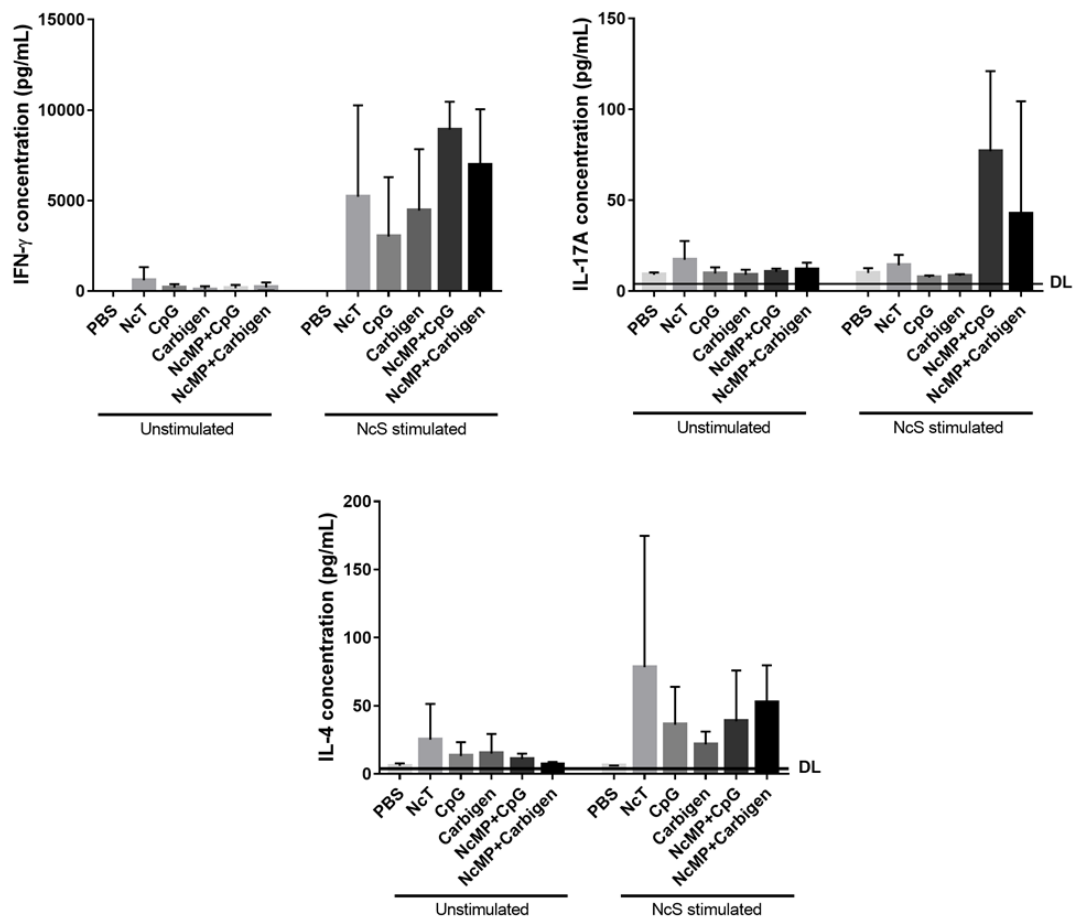 IFN-γ concentration (pg/mL)
15000
10000
5000
0
PBS
NcT
CpG
Carbigen
NcMP+CpG
NcMP+Carbigen
PBS
NcT
CpG
Carbigen
NcMP+CpG
NcMP+Carbigen
Unstimulated
NcS stimulated
IL-17A concentration (pg/mL)
150
100
50
0
DL
PBS
NcT
CpG
Carbigen
NcMP+CpG
NcMP+Carbigen
PBS
NcT
CpG
Carbigen
NcMP+CpG
NcMP+Carbigen
Unstimulated
NcS stimulated
IL-4 concentration (pg/mL)
200
150
100
50
0
DL
PBS
NcT
CpG
Carbigen
NcMP+CpG
NcMP+Carbigen
PBS
NcT
CpG
Carbigen
NcMP+CpG
NcMP+Carbigen
Unstimulated
NcS stimulated